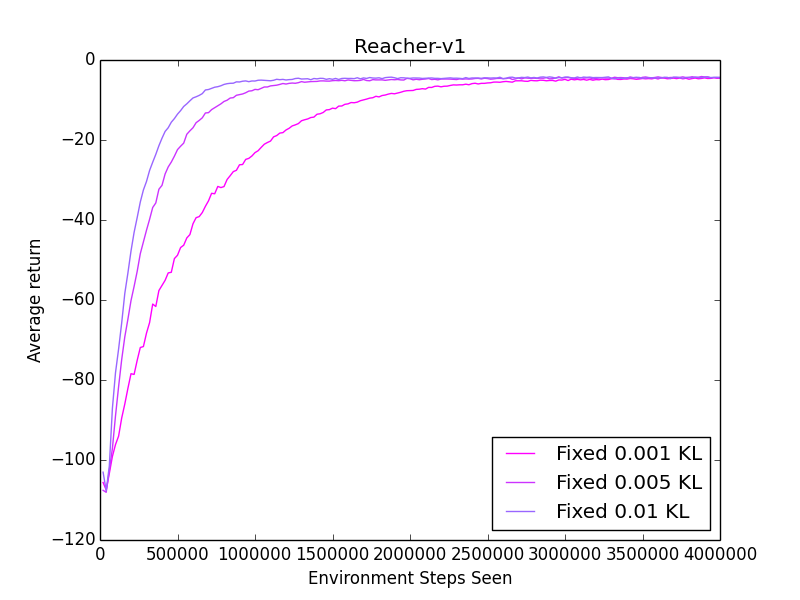 Reacher-v1
Average return
0
−20
−40
−60
−80
−100
−120
0 500000 1000000 1500000 2000000 2500000 3000000 3500000 4000000
Environment Steps Seen
Fixed 0.001 KL
Fixed 0.005 KL
Fixed 0.01 KL